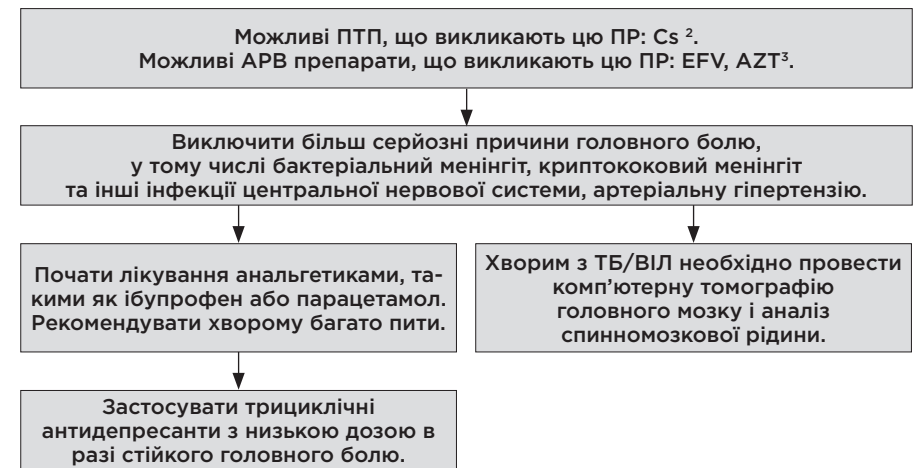 Можливі ПТП, що викликають цю ПР: Cs ².
Можливі АРВ препарати, що викликають цю ПР: EFV, AZT³.
Виключити більш серйозні причини головного болю,
у тому числі бактеріальний менінгіт, криптококовий менінгіт
та інші інфекції центральної нервової системи, артеріальну гіпертензію.
Почати лікування анальгетиками, та-
кими як ібупрофен або парацетамол.
Рекомендувати хворому багато пити.
Хворим з ТБ/ВІЛ необхідно провести
комп’ютерну томографію
головного мозку і аналіз
спинномозкової рідини.
Застосувати трициклічні
антидепресанти з низькою дозою в
разі стійкого головного болю.